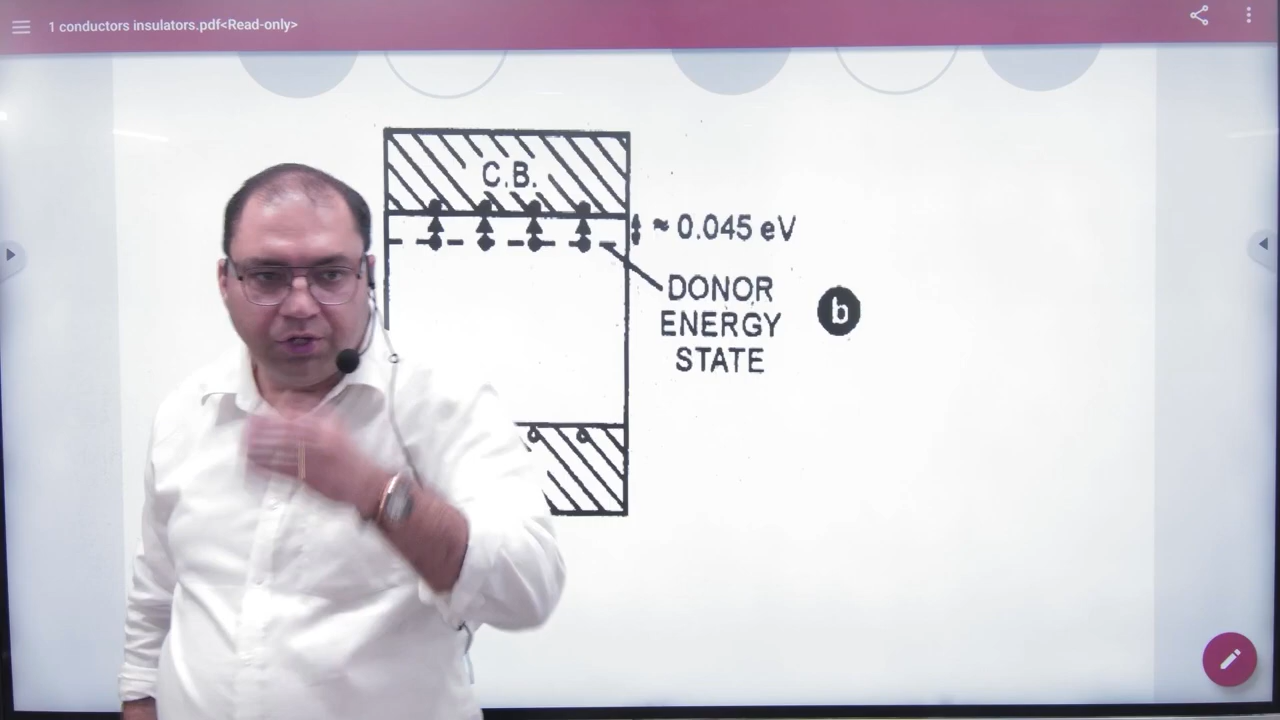 1 conductors insulators.pdf<Read-only>
C.B.
≈ 0.045 eV
DONOR
ENERGY
STATE
b